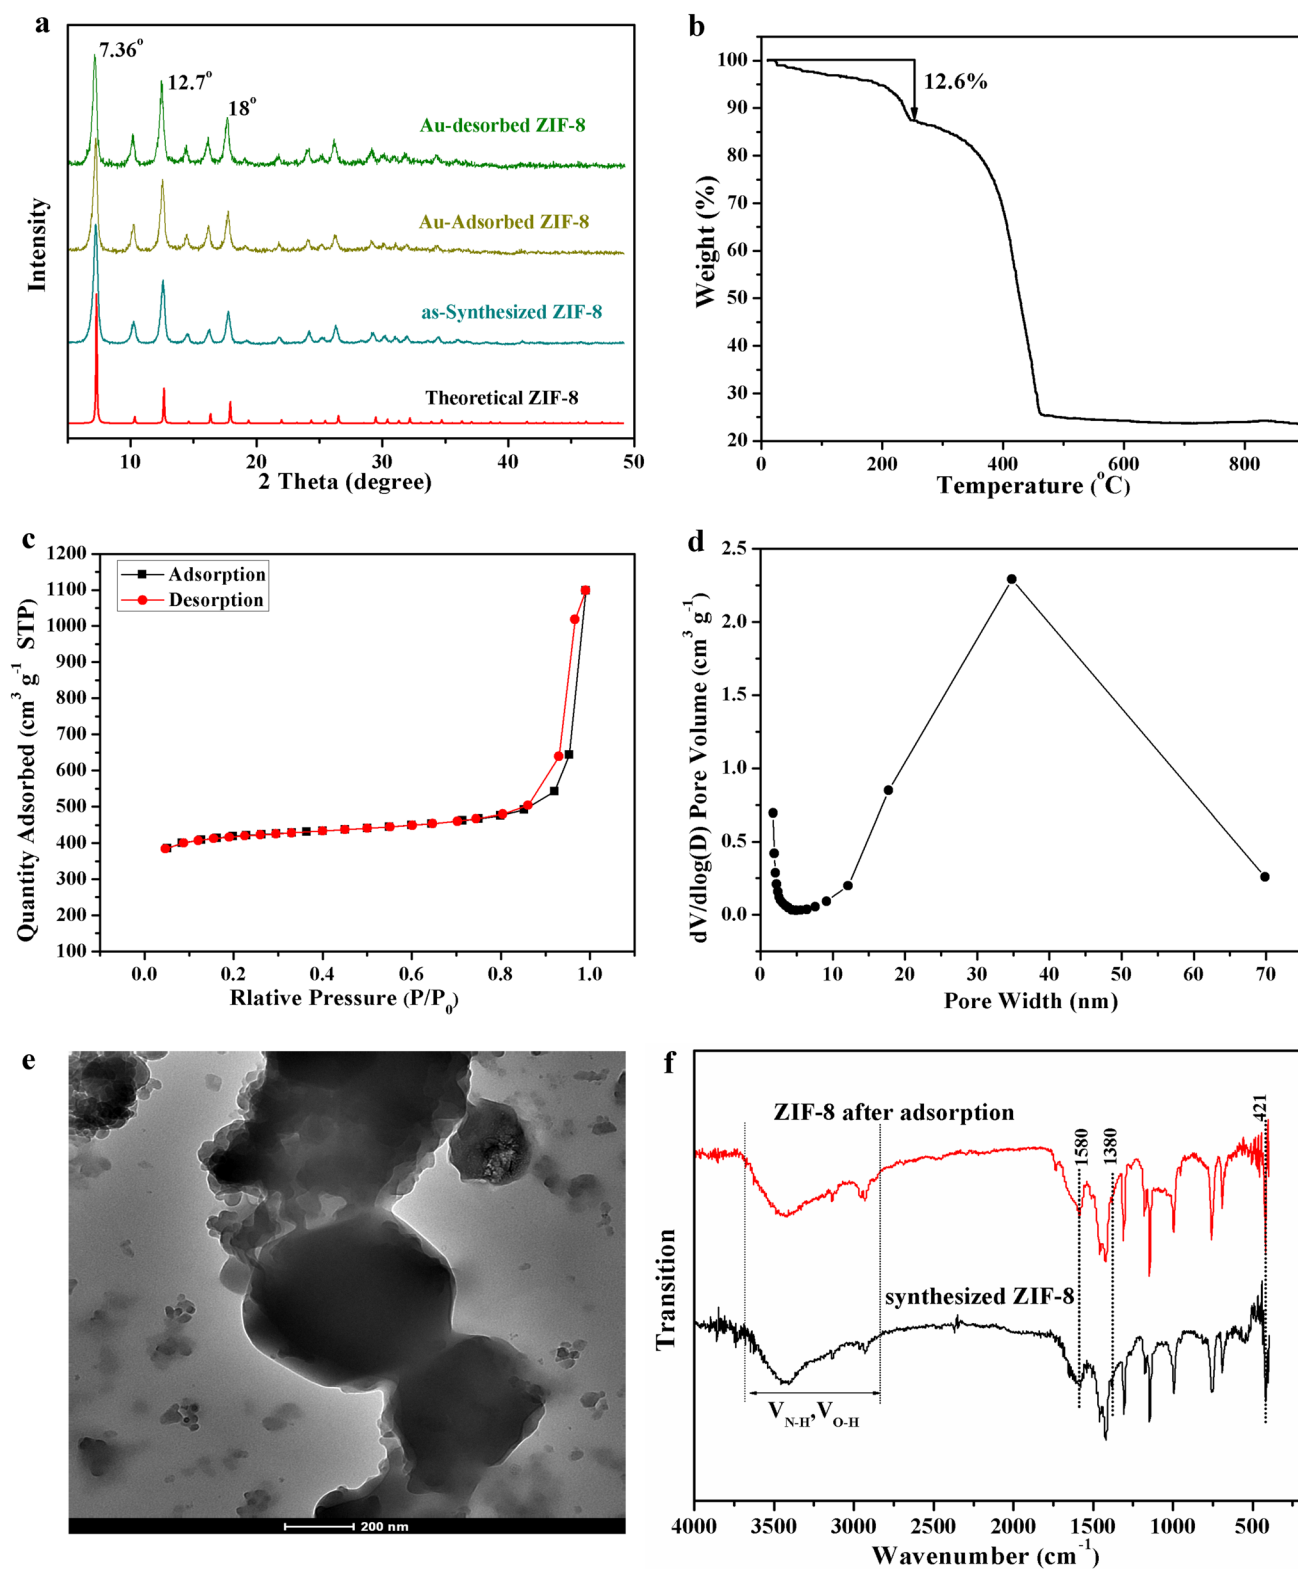 a
7.36°
12.7°
18°
Au-desorbed ZIF-8
Au-Adsorbed ZIF-8
as-Synthesized ZIF-8
Theoretical ZIF-8
Intensity
10 20 30 40 50
2 Theta (degree)
b
100
90
80
70
60
50
40
30
20
12.6%
Weight (%)
0 200 400 600 800
Temperature (°C)
c
1200
1100
1000
900
800
700
600
500
400
300
200
100
Adsorption
Desorption
Quantity Adsorbed (cm³ g⁻¹ STP)
0.0 0.2 0.4 0.6 0.8 1.0
Rlative Pressure (P/P₀)
d
2.5
2.0
1.5
1.0
0.5
0.0
dV/dlog(D) Pore Volume (cm³ g⁻¹)
0 10 20 30 40 50 60 70
Pore Width (nm)
e
200 nm
f
ZIF-8 after adsorption
1580
1380
421
synthesized ZIF-8
V N-H, V O-H
Transition
4000 3500 3000 2500 2000 1500 1000 500
Wavenumber (cm⁻¹)